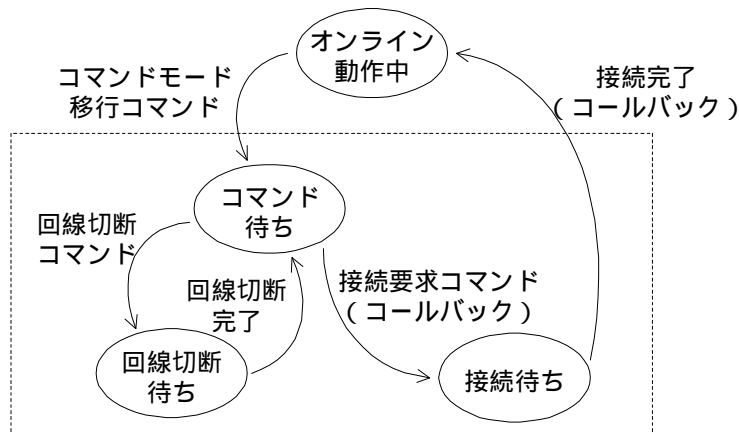 オンライン
動作中
コマンドモード
移行コマンド
接続完了
(コールバック)
コマンド
待ち
回線切断
コマンド
回線切断
完了
接続要求コマンド
(コールバック)
回線切断
待ち
接続待ち